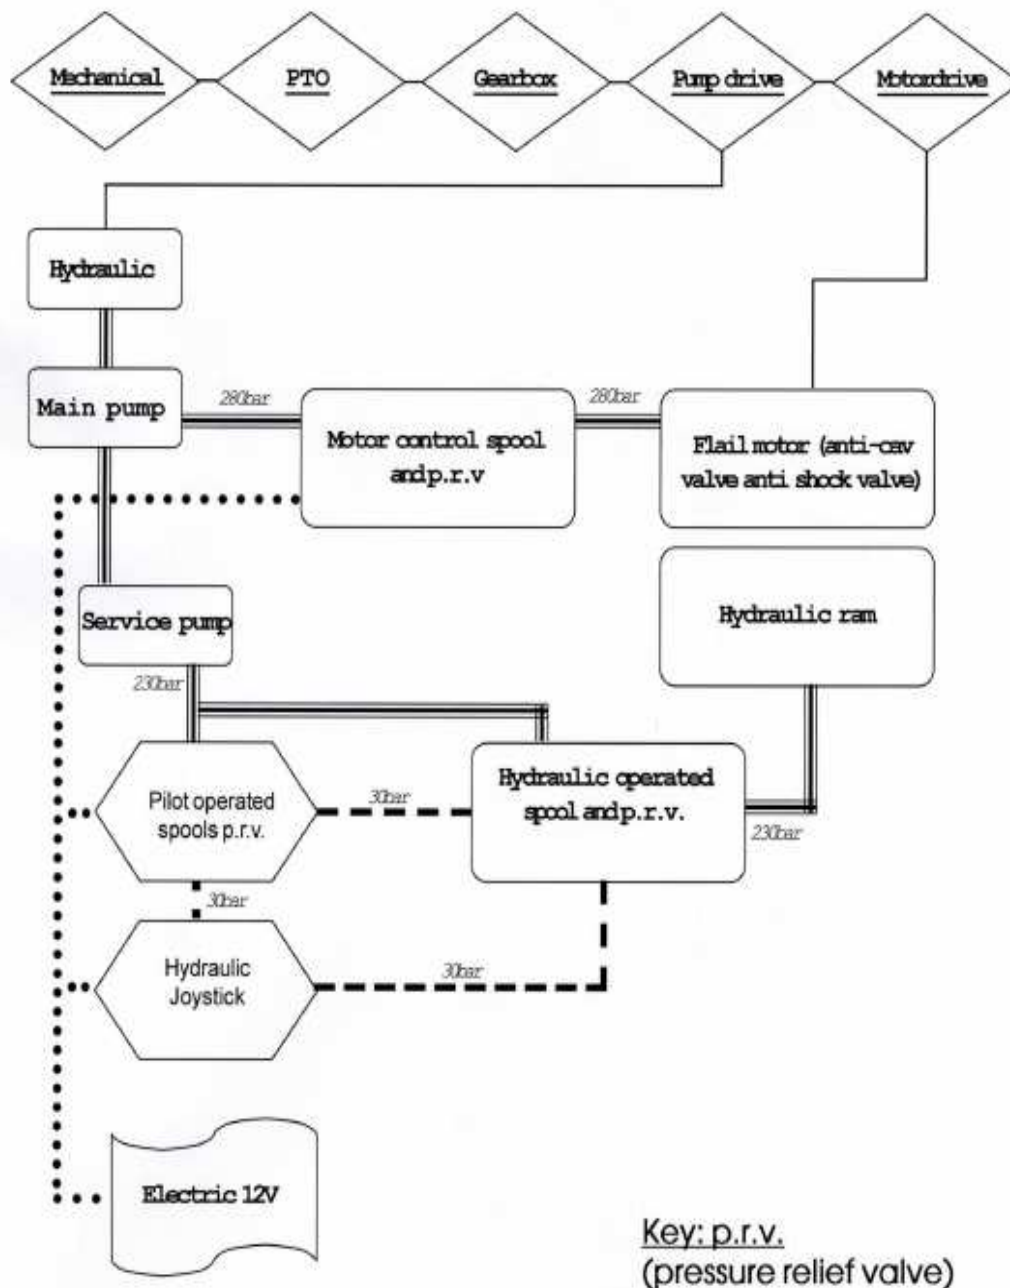 Mechanical
PTO
Gearbox
Pump drive
Motordrive
Hydraulic
Main pump
280bar
Motor control spool
and p.r.v
280bar
Flail motor (anti-cav
valve anti shock valve)
Hydraulic ram
Service pump
230bar
Pilot operated
spools p.r.v.
30bar
Hydraulic operated
spool and p.r.v.
230bar
30bar
Hydraulic
Joystick
30bar
Electric 12V
Key: p.r.v.
(pressure relief valve)